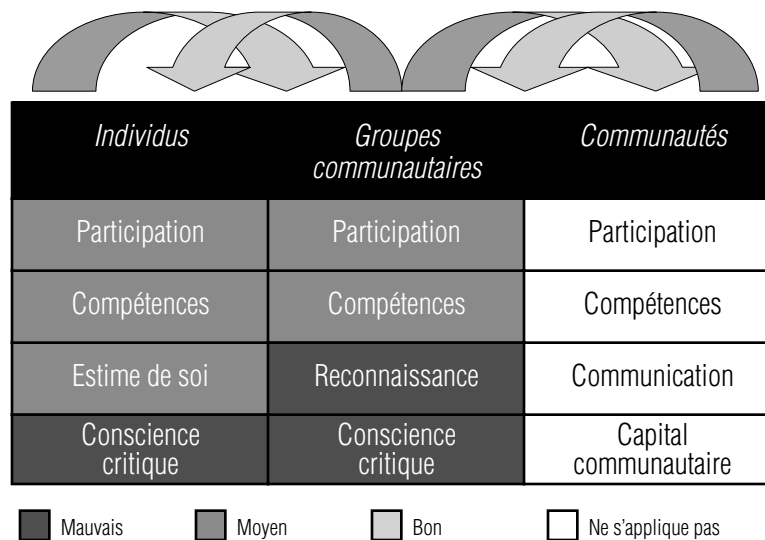 Individus
Groupes
communautaires
Communautés
Participation
Participation
Participation
Compétences
Compétences
Compétences
Estime de soi
Reconnaissance
Communication
Conscience
critique
Conscience
critique
Capital
communautaire
Mauvais
Moyen
Bon
Ne s'applique pas